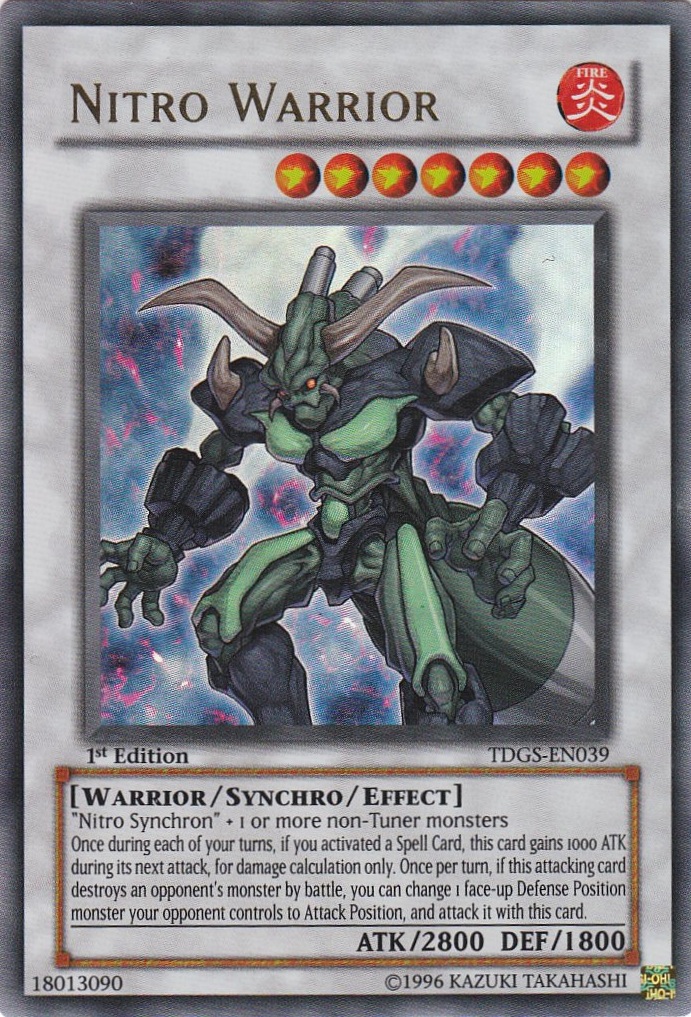 NITRO WARRIOR
FIRE
炎
1st Edition
TDGS-EN039
[WARRIOR/SYNCHRO/EFFECT]
"Nitro Synchron" + 1 or more non-Tuner monsters
Once during each of your turns, if you activated a Spell Card, this card gains 1000 ATK
during its next attack, for damage calculation only. Once per turn, if this attacking card
destroys an opponent's monster by battle, you can change 1 face-up Defense Position
monster your opponent controls to Attack Position, and attack it with this card.
ATK/2800 DEF/1800
18013090
©1996 KAZUKI TAKAHASHI